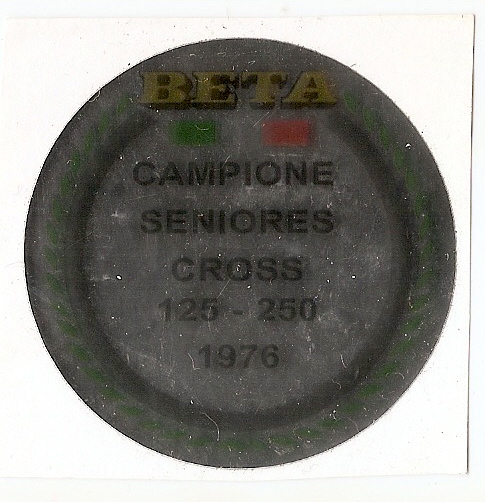 BETA
CAMPIONE
SENIORES
CROSS
125 - 250
1976